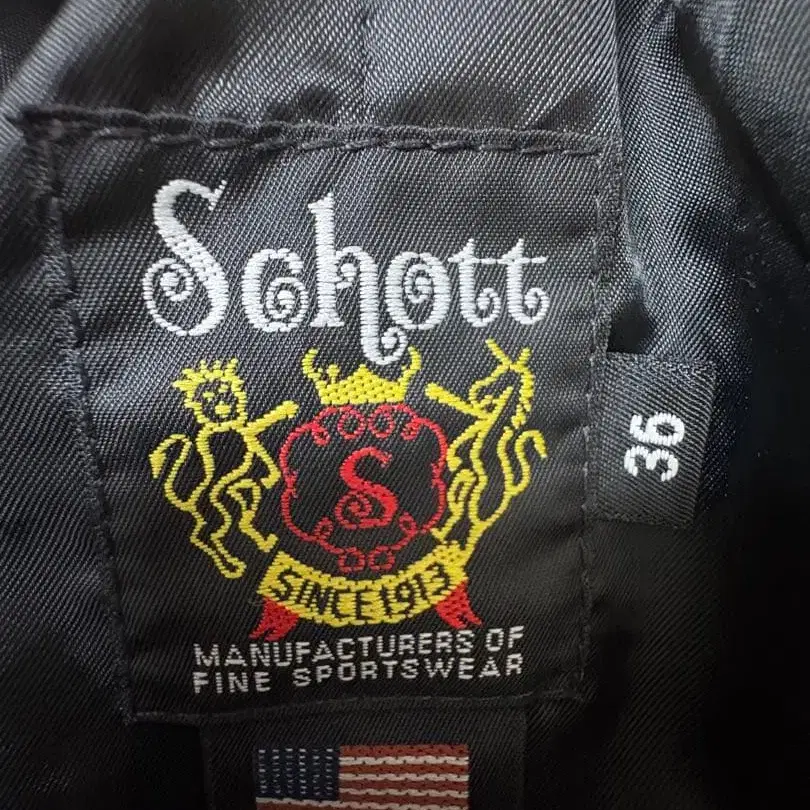 Schott
36
S
SINCE 1913
MANUFACTURERS OF
FINE SPORTSWEAR